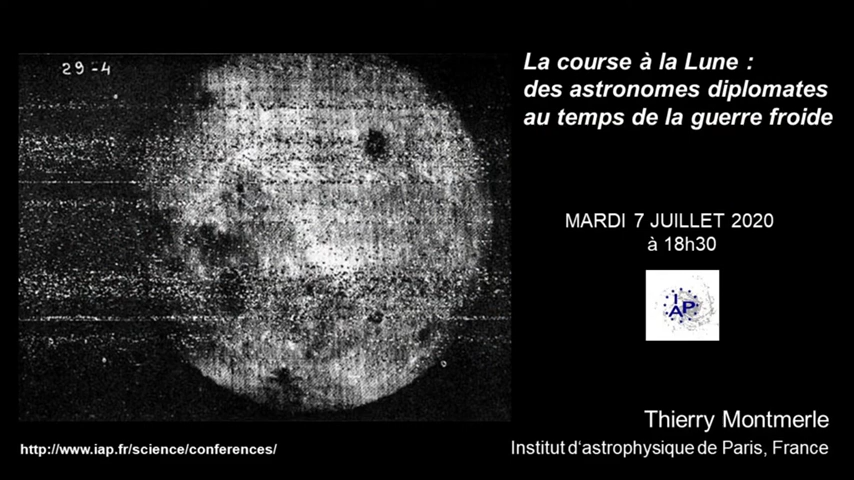 29-4
La course à la Lune :
des astronomes diplomates
au temps de la guerre froide
MARDI 7 JUILLET 2020
à 18h30
IAP
Thierry Montmerle
http://www.iap.fr/science/conferences/
Institut d'astrophysique de Paris, France